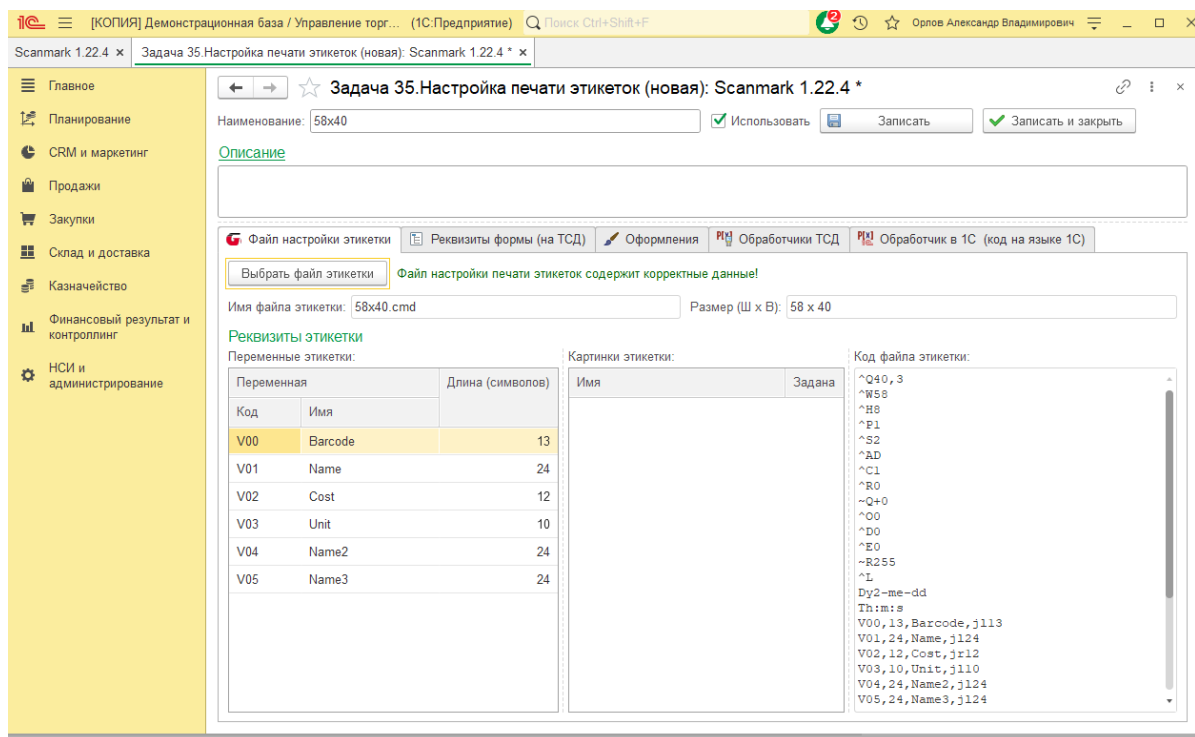 [КОПИЯ] Демонстрационная база / Управление торг... (1С:Предприятие) Поиск Ctrl+Shift+F 2 Орлов Александр Владимирович
Scanmark 1.22.4 × Задача 35.Настройка печати этикеток (новая): Scanmark 1.22.4 * ×
Главное
Планирование
CRM и маркетинг
Продажи
Закупки
Склад и доставка
Казначейство
Финансовый результат и
контроллинг
НСИ и
администрирование
Задача 35.Настройка печати этикеток (новая): Scanmark 1.22.4 *
Наименование: 58x40 Использовать Записать Записать и закрыть
Описание
Файл настройки этикетки Реквизиты формы (на ТСД) Оформления Обработчики ТСД Обработчик в 1С (код на языке 1С)
Выбрать файл этикетки Файл настройки печати этикеток содержит корректные данные!
Имя файла этикетки: 58x40.cmd Размер (Ш x В): 58 x 40
Реквизиты этикетки
Переменные этикетки:
Переменная Длина (символов)
Код Имя
V00 Barcode 13
V01 Name 24
V02 Cost 12
V03 Unit 10
V04 Name2 24
V05 Name3 24
Картинки этикетки:
Имя Задана
Код файла этикетки:
^Q40,3
^W58
^H8
^P1
^S2
^AD
^C1
^R0
~Q+0
^O0
^D0
^E0
~R255
^L
Dy2-me-dd
Th:m:s
V00,13,Barcode,jl13
V01,24,Name,jl24
V02,12,Cost,jr12
V03,10,Unit,jl10
V04,24,Name2,jl24
V05,24,Name3,jl24